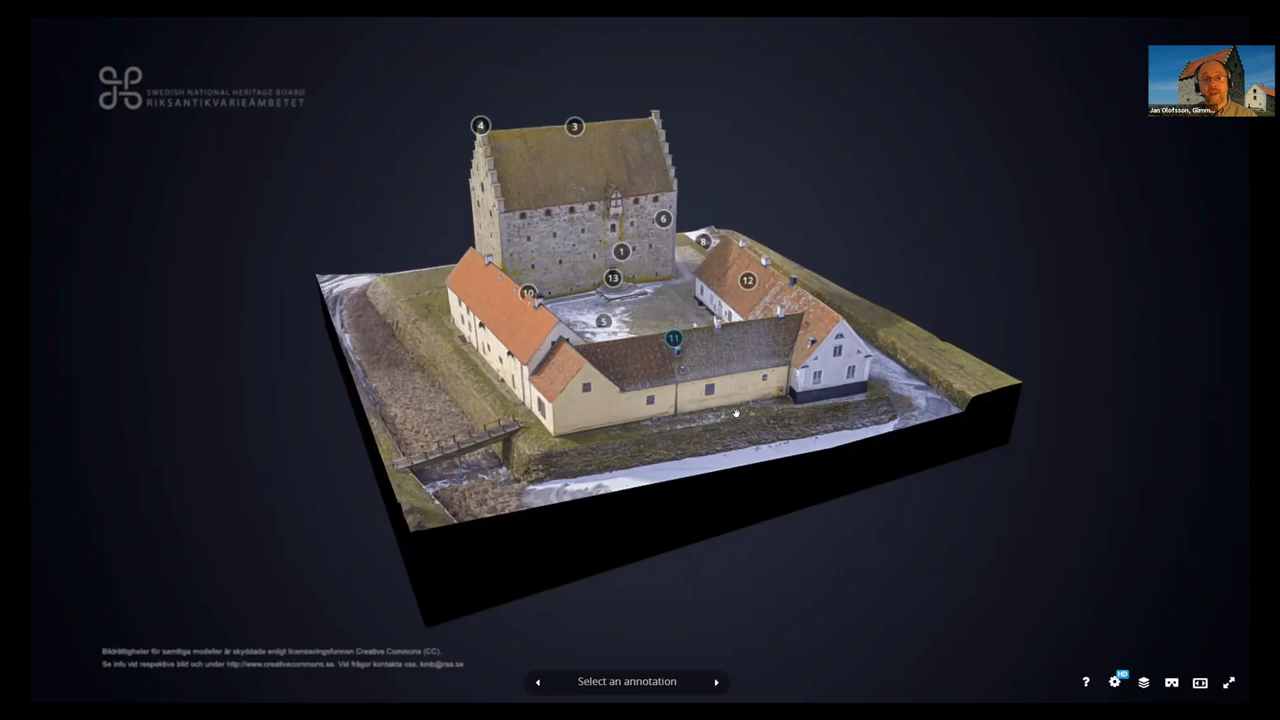 SWEDISH NATIONAL HERITAGE BOARD
RIKSANTIKVARIEÄMBETET
Jan Olofsson, Glimm...
4
3
6
8
1
13
12
10
5
11
Bildrättigheter för samtliga modeller är skyddade enligt licensieringsformen Creative Commons (CC).
Se info vid respektive bild och under http://www.creativecommons.se. Vid frågor kontakta oss, kmb@raa.se
Select an annotation
?
HD